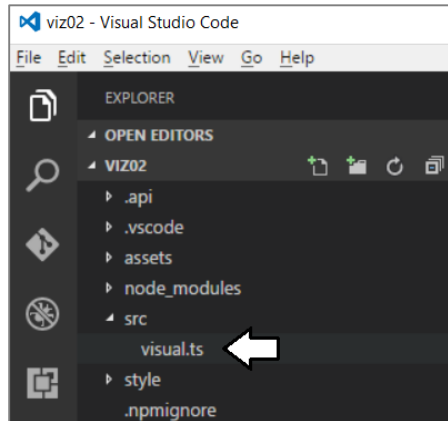 viz02 - Visual Studio Code
File Edit Selection View Go Help
EXPLORER
OPEN EDITORS
VIZ02
.api
.vscode
assets
node_modules
src
visual.ts
style
.npmignore